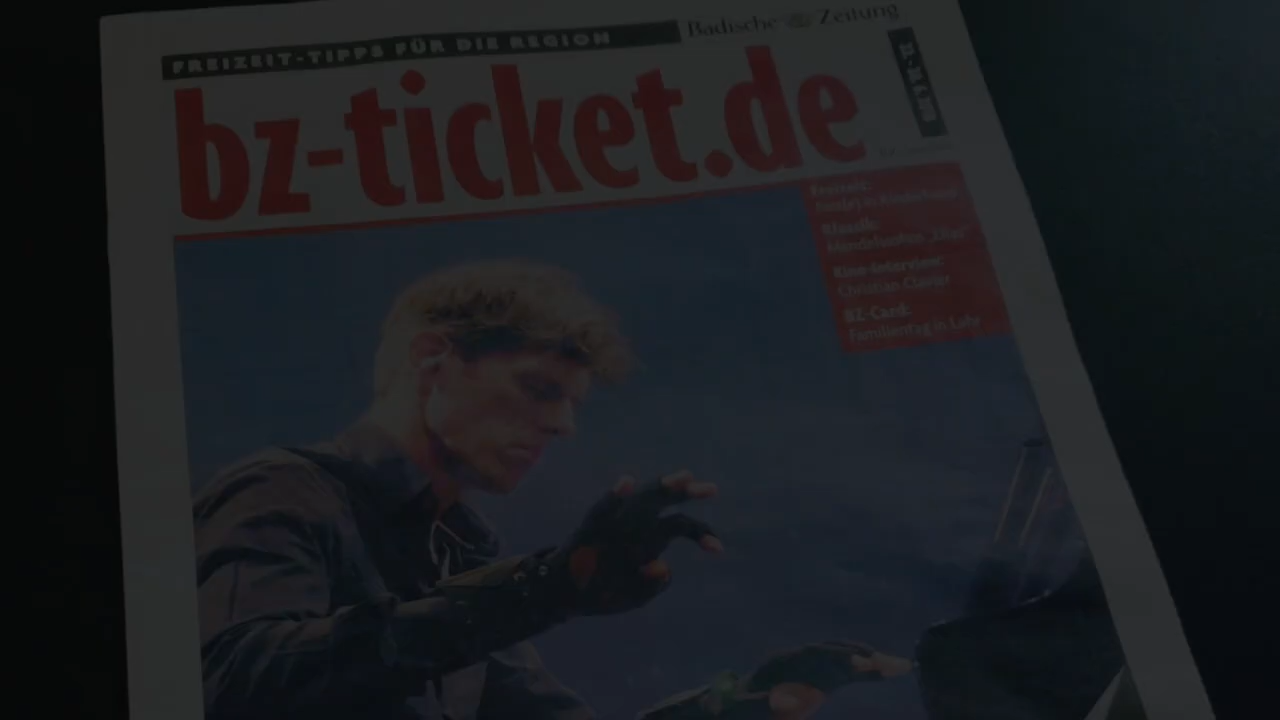 FREIZEIT-TIPPS FÜR DIE REGION
Badische Zeitung
bz-ticket.de
Klassik:
Kino-Interview:
Christian Clavier
BZ-Card:
Familientag in Lahr